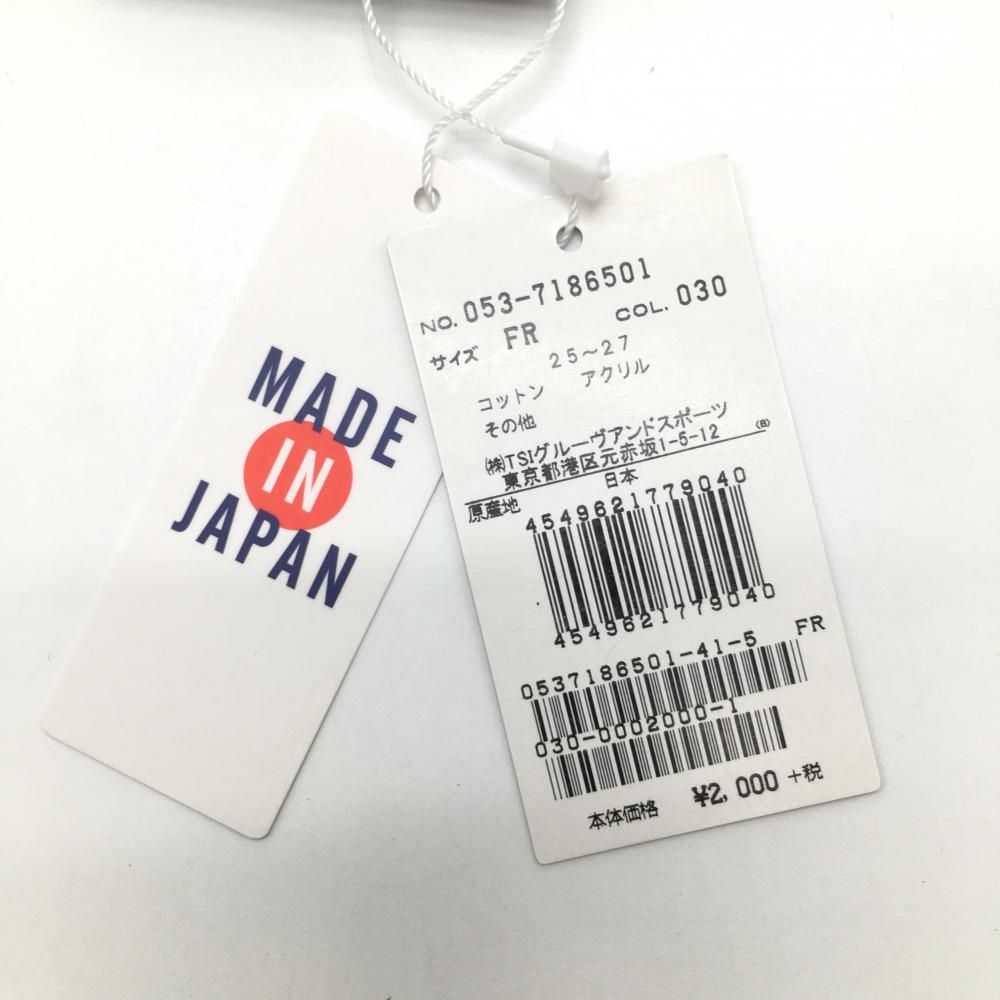 MADE
IN
JAPAN
NO. 053-7186501
サイズ FR COL. 030
25~27
コットン アクリル
その他
(株)TSIグルーヴアンドスポーツ
東京都港区元赤坂1-5-12 (B)
原産地 日本
4549621779040
4549621779040
0537186501-41-5 FR
030-0002000-1
本体価格 ¥2,000 +税